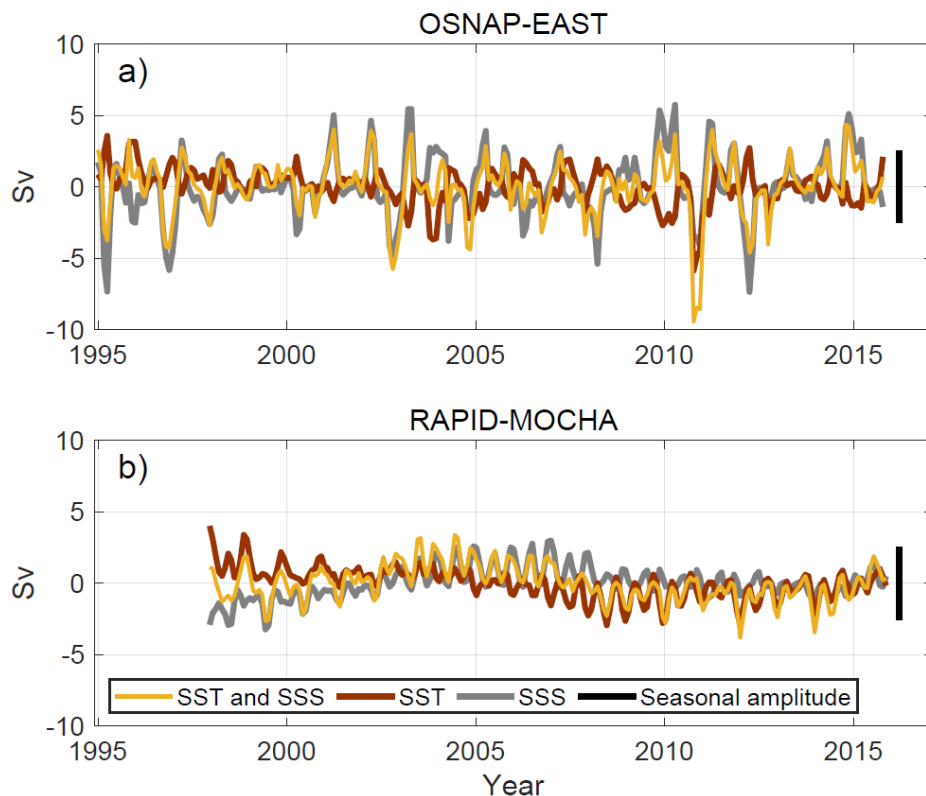 OSNAP-EAST
10
a)
5
Sv
0
-5
-10
1995 2000 2005 2010 2015
RAPID-MOCHA
10
b)
5
Sv
0
-5
SST and SSS SST SSS Seasonal amplitude
-10
1995 2000 2005 2010 2015
Year